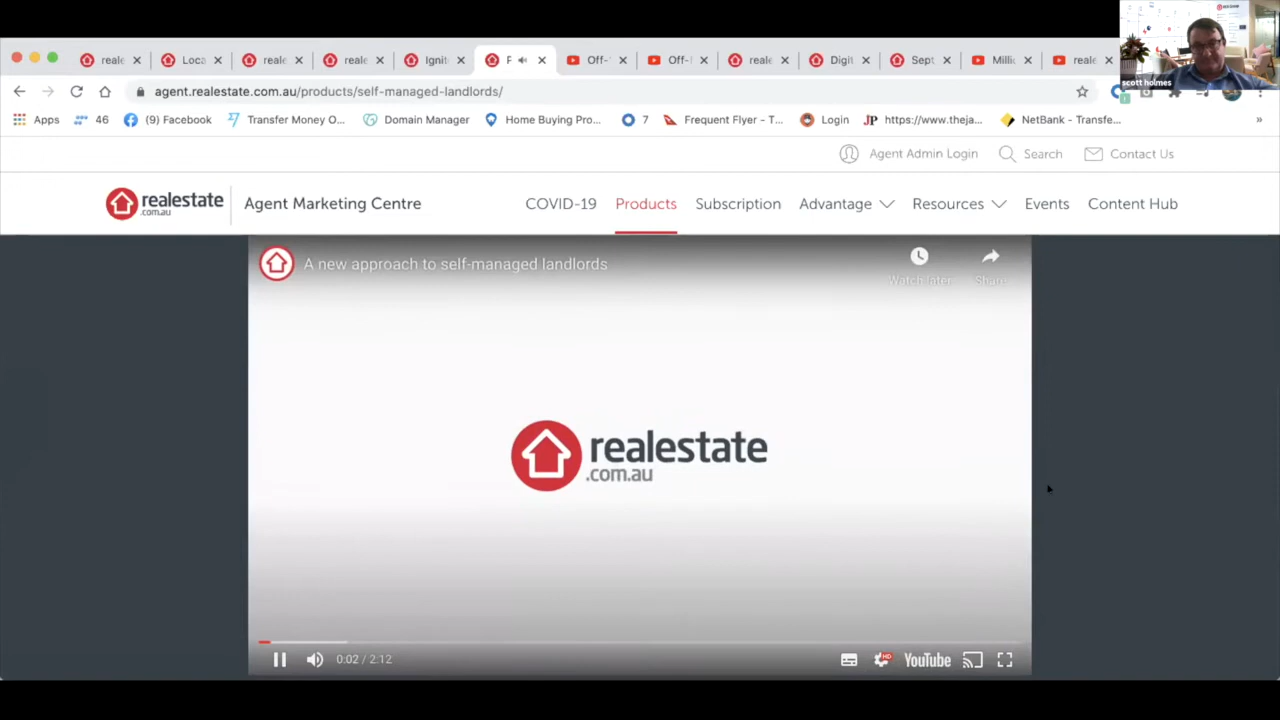 scott holmes
reale
Loca
reale
reale
Ignit
F
Off-
Off-l
reale
Digit
Sept
Millic
reale
agent.realestate.com.au/products/self-managed-landlords/
Apps
46
(9) Facebook
Transfer Money O...
Domain Manager
Home Buying Pro...
7
Frequent Flyer - T...
Login
JP https://www.theja...
NetBank - Transfe...
»
Agent Admin Login
Search
Contact Us
realestate
.com.au
Agent Marketing Centre
COVID-19
Products
Subscription
Advantage
Resources
Events
Content Hub
A new approach to self-managed landlords
Watch later
Share
realestate
.com.au
0:02 / 2:12
HD
YouTube